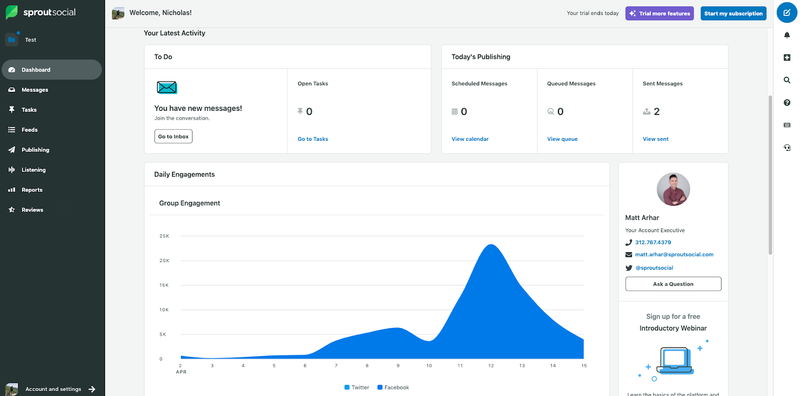 sproutsocial
Welcome, Nicholas!
Your trial ends today
Trial more features
Start my subscription
Test
Dashboard
Messages
Tasks
Feeds
Publishing
Listening
Reports
Reviews
Account and settings
Your Latest Activity
To Do
You have new messages!
Join the conversation.
Go to Inbox
Open Tasks
0
Go to Tasks
Today's Publishing
Scheduled Messages
0
View calendar
Queued Messages
0
View queue
Sent Messages
2
View sent
Daily Engagements
Group Engagement
25K
20K
15K
10K
5K
0
2 3 4 5 6 7 8 9 10 11 12 13 14 15
APR
Twitter Facebook
Matt Arhar
Your Account Executive
312.767.4379
matt.arhar@sproutsocial.com
@sproutsocial
Ask a Question
Sign up for a free
Introductory Webinar
Learn the basics of the platform and